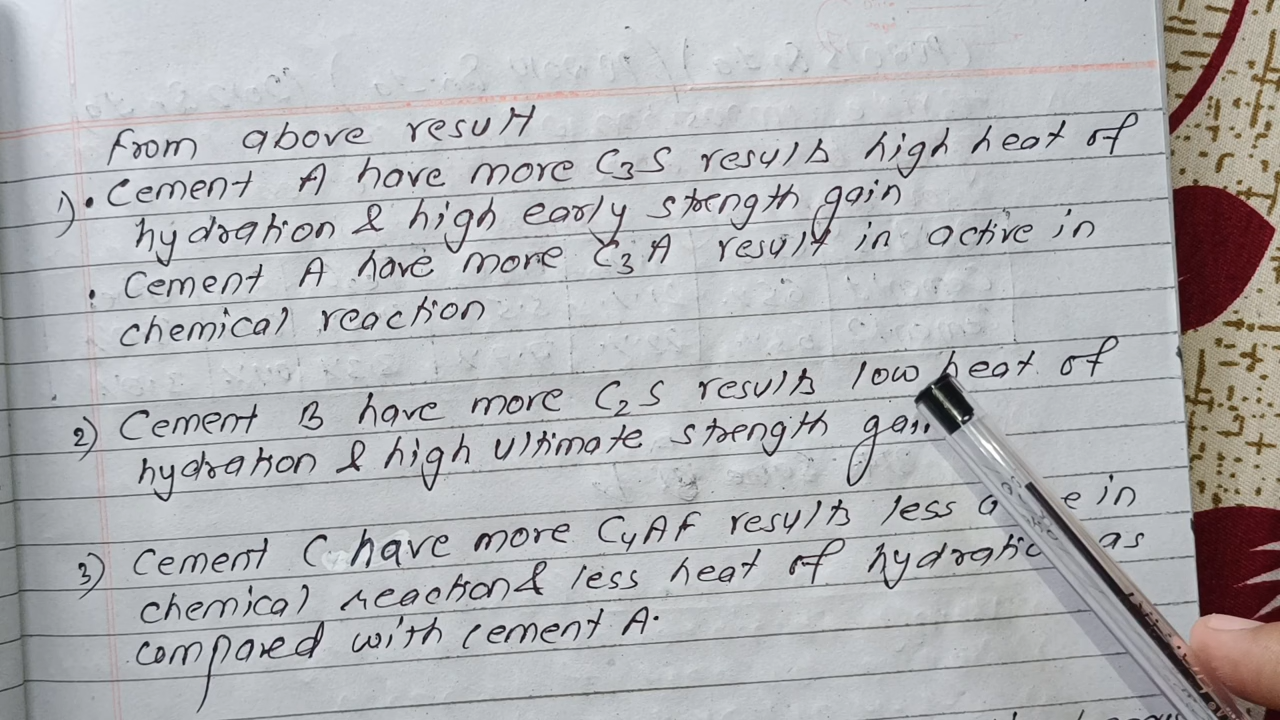 from above result
1) • Cement A have more C3S results high heat of
hydration & high early strength gain
• Cement A have more C3A result in active in
chemical reaction
2) Cement B have more C2S results low heat of
hydration & high ultimate strength
3) Cement C have more C4AF results less in
chemical reaction & less heat of as
compared with cement A.